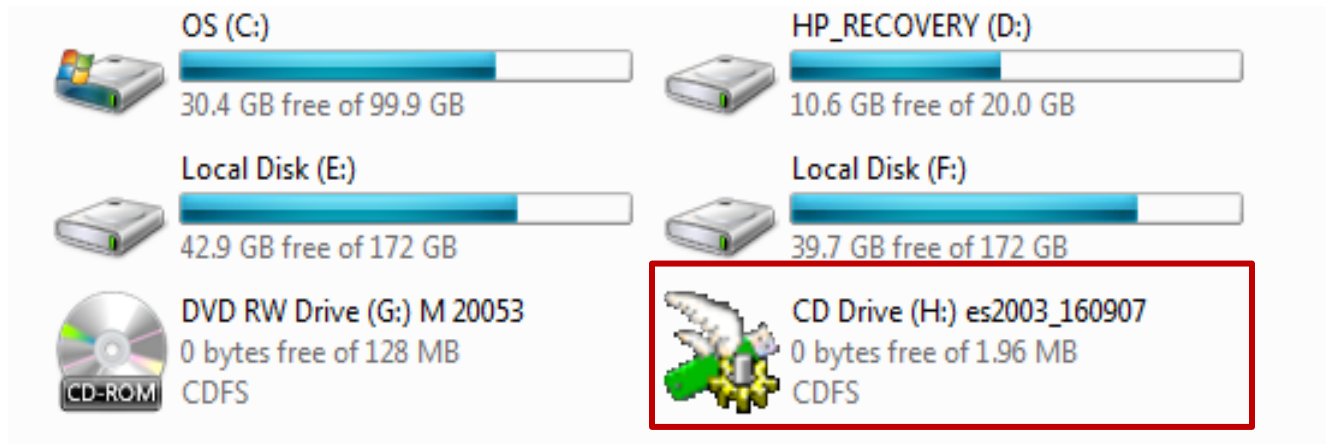 OS (C:)
30.4 GB free of 99.9 GB
HP_RECOVERY (D:)
10.6 GB free of 20.0 GB
Local Disk (E:)
42.9 GB free of 172 GB
Local Disk (F:)
39.7 GB free of 172 GB
DVD RW Drive (G:) M 20053
0 bytes free of 128 MB
CDFS
CD-ROM
CD Drive (H:) es2003_160907
0 bytes free of 1.96 MB
CDFS